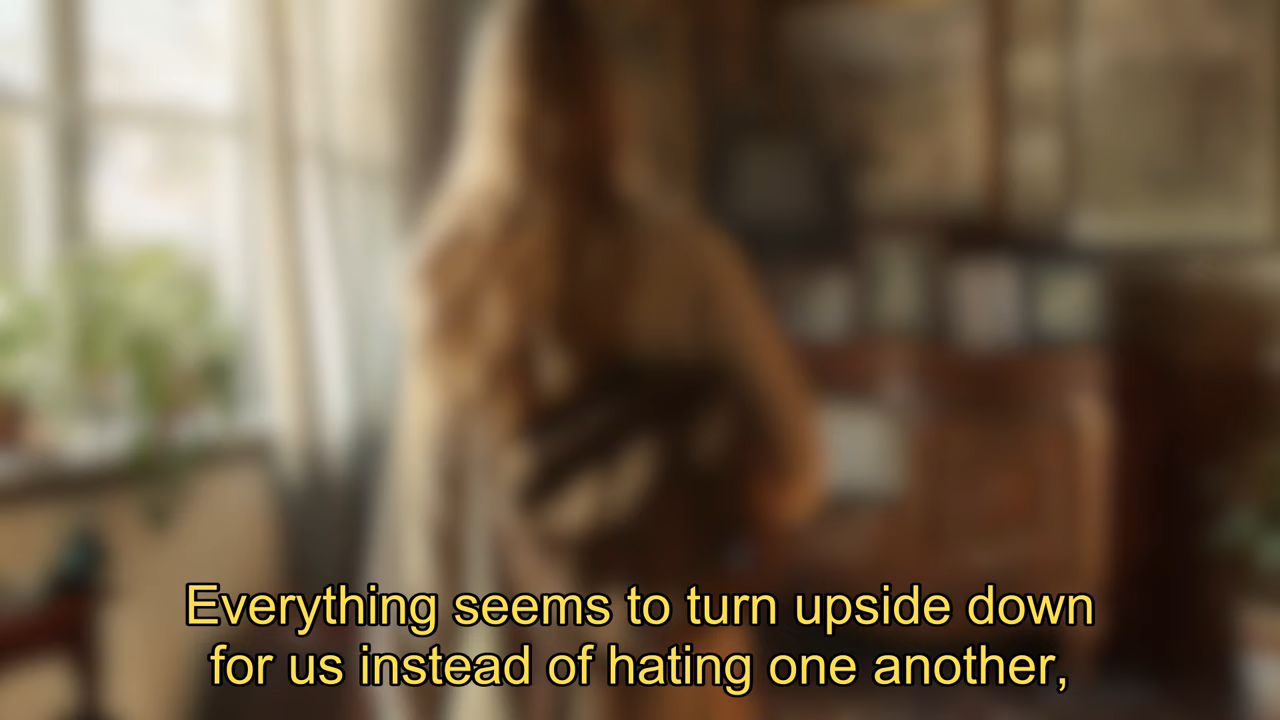 Everything seems to turn upside down
for us instead of hating one another,